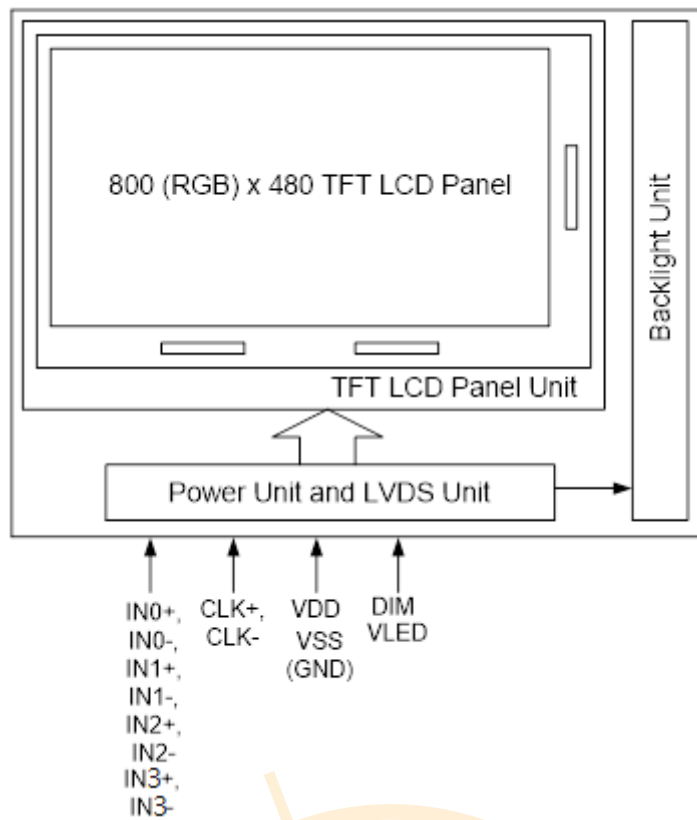 800 (RGB) x 480 TFT LCD Panel
TFT LCD Panel Unit
Backlight Unit
Power Unit and LVDS Unit
IN0+,
IN0-,
IN1+,
IN1-,
IN2+,
IN2-
IN3+,
IN3-
CLK+,
CLK-
VDD
VSS
(GND)
DIM
VLED